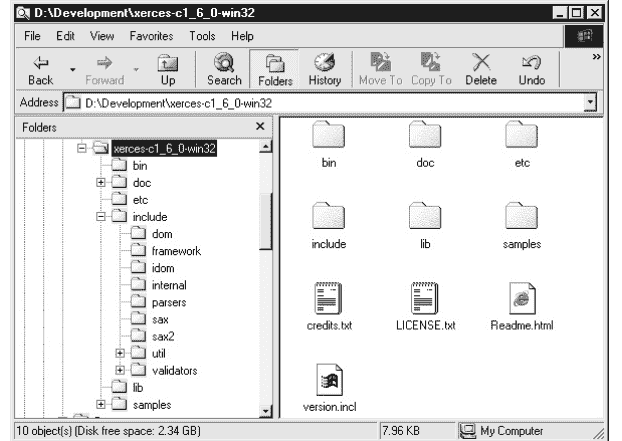 D:\Development\xerces-c1_6_0-win32
File Edit View Favorites Tools Help
Back Forward Up Search Folders History Move To Copy To Delete Undo »
Address D:\Development\xerces-c1_6_0-win32
Folders
xerces-c1_6_0-win32
bin
doc
etc
include
dom
framework
idom
internal
parsers
sax
sax2
util
validators
lib
samples
bin doc etc
include lib samples
credits.txt LICENSE.txt Readme.html
version.incl
10 object(s) (Disk free space: 2.34 GB) 7.96 KB My Computer